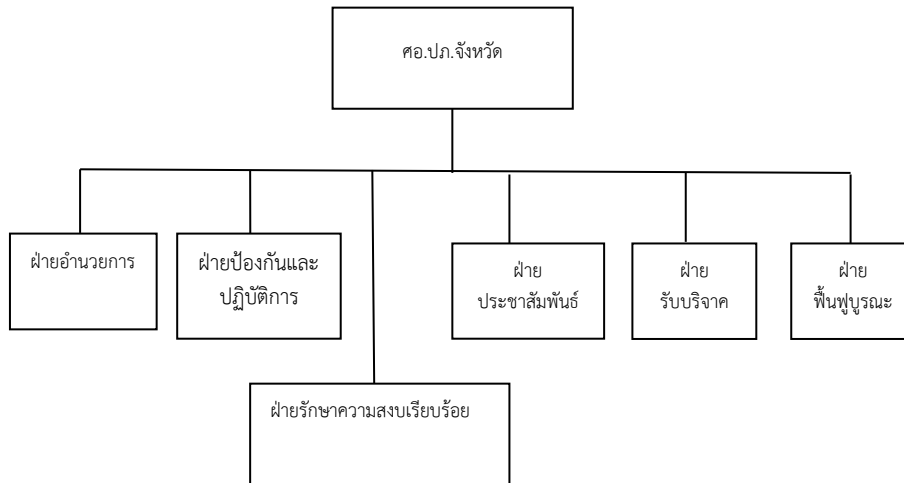 ศอ.ปภ.จังหวัด
ฝ่ายอำนวยการ
ฝ่ายป้องกันและ
ปฏิบัติการ
ฝ่าย
ประชาสัมพันธ์
ฝ่าย
รับบริจาค
ฝ่าย
ฟื้นฟูบูรณะ
ฝ่ายรักษาความสงบเรียบร้อย